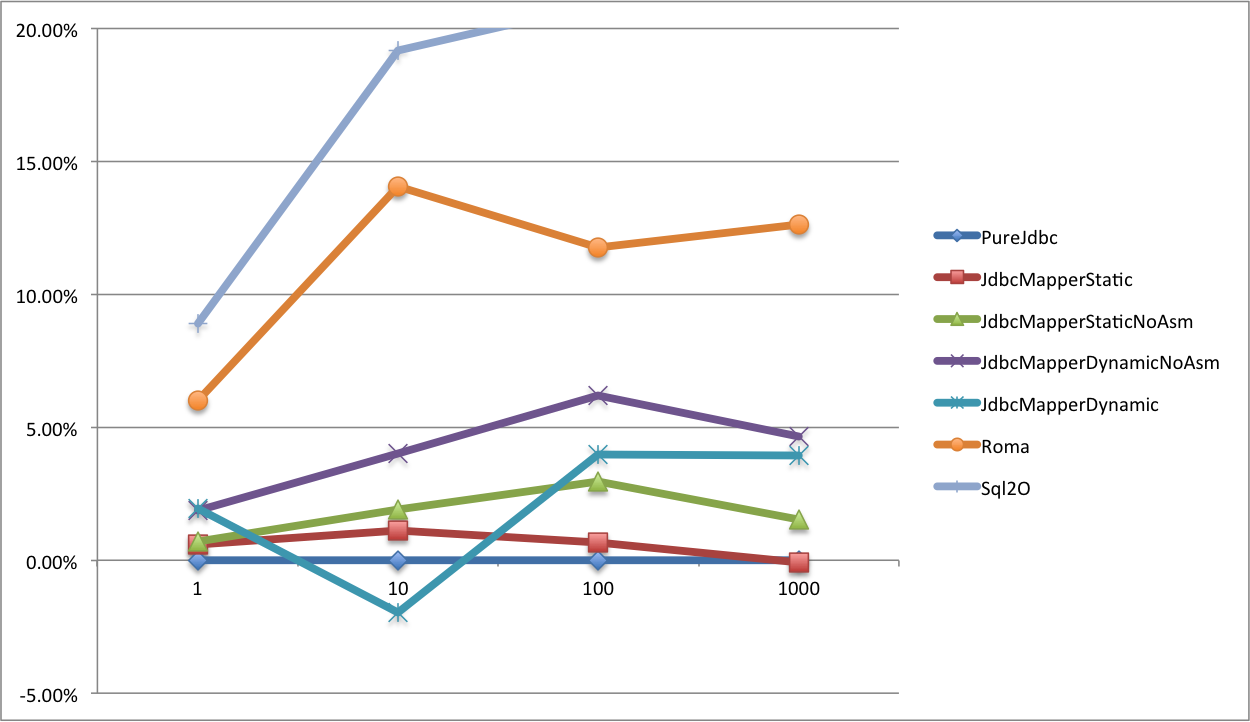 20.00%
15.00%
10.00%
5.00%
0.00%
-5.00%
1 10 100 1000
PureJdbc
JdbcMapperStatic
JdbcMapperStaticNoAsm
JdbcMapperDynamicNoAsm
JdbcMapperDynamic
Roma
Sql2O